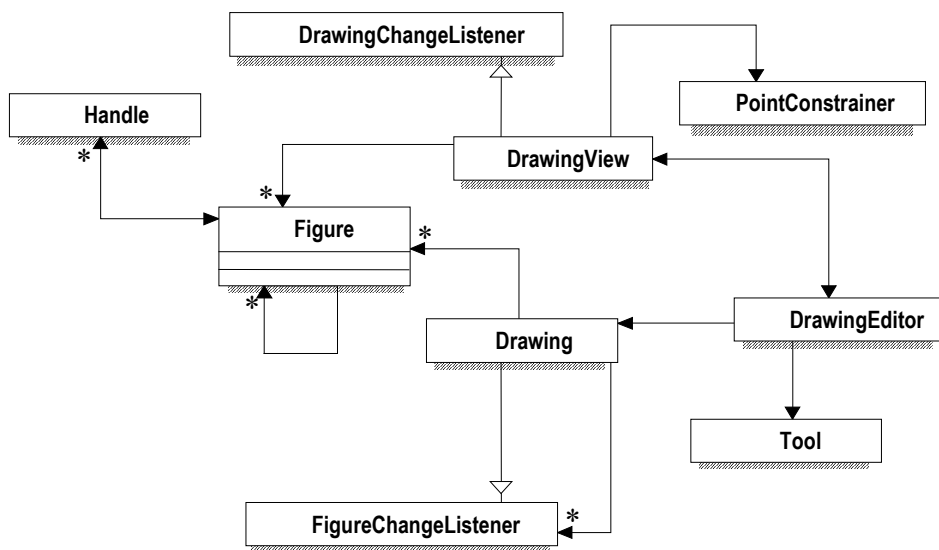 DrawingChangeListener
PointConstrainer
Handle
*
DrawingView
*
Figure
*
*
DrawingEditor
Drawing
Tool
FigureChangeListener
*